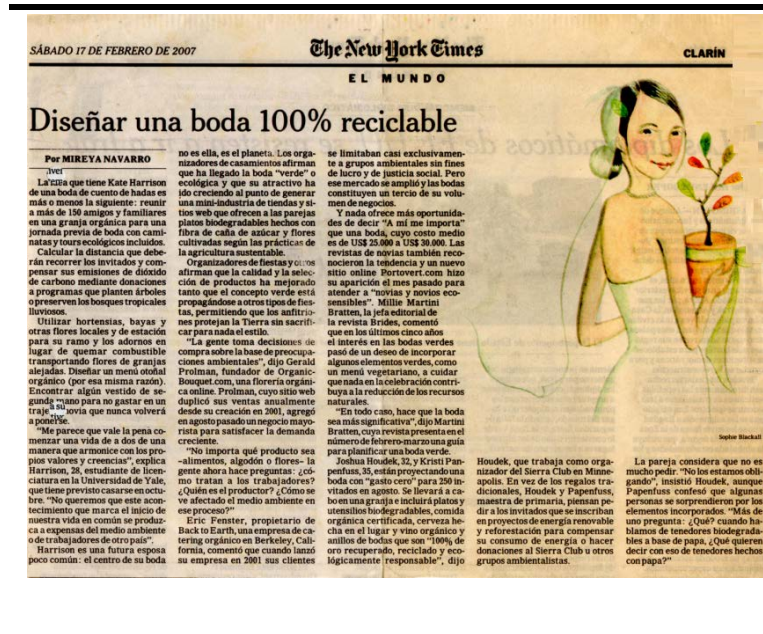 SÁBADO 17 DE FEBRERO DE 2007
The New York Times
CLARÍN
EL MUNDO
Diseñar una boda 100% reciclable
Por MIREYA NAVARRO
La idea que tiene Kate Harrison
de una boda de cuento de hadas es
más o menos la siguiente: reunir
a más de 150 amigos y familiares
en una granja orgánica para una
jornada previa de boda con cami-
natas y tours ecológicos incluidos.
Calcular la distancia que debe-
rán recorrer los invitados y com-
pensar sus emisiones de dióxido
de carbono mediante donaciones
a programas que planten árboles
o preserven los bosques tropicales
lluviosos.
Utilizar hortensias, bayas y
otras flores locales y de estación
para su ramo y los adornos en
lugar de quemar combustible
transportando flores de granjas
alejadas. Diseñar un menú otoñal
orgánico (por esa misma razón).
Encontrar algún vestido de se-
gunda mano para no gastar en un
traje novia que nunca volverá
a ponerse.
"Me parece que vale la pena co-
menzar una vida de a dos de una
manera que armonice con los pro-
pios valores y creencias", explica
Harrison, 28, estudiante de licen-
ciatura en la Universidad de Yale,
que tiene previsto casarse en octu-
bre. "No queremos que este acon-
tecimiento que marca el inicio de
nuestra vida en común se produz-
ca a expensas del medio ambiente
o de trabajadores de otro país".
Harrison es una futura esposa
poco común: el centro de su boda
no es ella, es el planeta. Los orga-
nizadores de casamientos afirman
que ha llegado la boda "verde" o
ecológica y que su atractivo ha
ido creciendo al punto de generar
una mini-industria de tiendas y si-
tios web que ofrecen a las parejas
platos biodegradables hechos con
fibra de caña de azúcar y flores
cultivadas según las prácticas de
la agricultura sustentable.
Organizadores de fiestas y otros
afirman que la calidad y la selec-
ción de productos ha mejorado
tanto que el concepto verde está
propagándose a otros tipos de fies-
tas, permitiendo que los anfitrio-
nes protejan la Tierra sin sacrifi-
car para nada el estilo.
"La gente toma decisiones de
compra sobre la base de preocupa-
ciones ambientales", dijo Gerald
Prolman, fundador de Organic-
Bouquet.com, una florería orgáni-
ca online. Prolman, cuyo sitio web
duplicó sus ventas anualmente
desde su creación en 2001, agregó
en agosto pasado un negocio mayo-
rista para satisfacer la demanda
creciente.
"No importa qué producto sea
–alimentos, algodón o flores– la
gente ahora hace preguntas: ¿có-
mo tratan a los trabajadores?
¿Quién es el productor? ¿Cómo se
ve afectado el medio ambiente en
ese proceso?"
Eric Fenster, propietario de
Back to Earth, una empresa de ca-
tering orgánico en Berkeley, Cali-
fornia, comentó que cuando lanzó
su empresa en 2001 sus clientes
se limitaban casi exclusivamen-
te a grupos ambientales sin fines
de lucro y de justicia social. Pero
ese mercado se amplió y las bodas
constituyen un tercio de su volu-
men de negocios.
Y nada ofrece más oportunida-
des de decir "A mí me importa"
que una boda, cuyo costo medio
es de US$ 25.000 a US$ 30.000. Las
revistas de novias también reco-
nocieron la tendencia y un nuevo
sitio online Portovert.com hizo
su aparición el mes pasado para
atender a "novias y novios eco-
sensibles". Millie Martini
Bratten, la jefa editorial de
la revista Brides, comentó
que en los últimos cinco años
el interés en las bodas verdes
pasó de un deseo de incorporar
algunos elementos verdes, como
un menú vegetariano, a cuidar
que nada en la celebración contri-
buya a la reducción de los recursos
naturales.
"En todo caso, hace que la boda
sea más significativa", dijo Martini
Bratten, cuya revista presenta en el
número de febrero-marzo una guía
para planificar una boda verde.
Joshua Houdek, 32, y Kristi Pa-
penfuss, 35, están proyectando una
boda con "gasto cero" para 250 in-
vitados en agosto. Se llevará a ca-
bo en una granja e incluirá platos y
utensilios biodegradables, comida
orgánica certificada, cerveza he-
cha en el lugar y vino orgánico y
anillos de bodas que son "100% de
oro recuperado, reciclado y eco-
lógicamente responsable", dijo
Houdek, que trabaja como orga-
nizador del Sierra Club en Minne-
apolis. En vez de los regalos tra-
dicionales, Houdek y Papenfuss,
maestra de primaria, piensan pe-
dir a los invitados que se inscriban
en proyectos de energía renovable
y reforestación para compensar
su consumo de energía o hacer
donaciones al Sierra Club u otros
grupos ambientalistas.
La pareja considera que no es
mucho pedir. "No los estamos obli-
gando", insistió Houdek, aunque
Papenfuss confesó que algunas
personas se sorprendieron por los
elementos incorporados. "Más de
uno pregunta: ¿Qué? cuando ha-
blamos de tenedores biodegrada-
bles a base de papa, ¿Qué quieren
decir con eso de tenedores hechos
con papa?"
Sophie Blackall